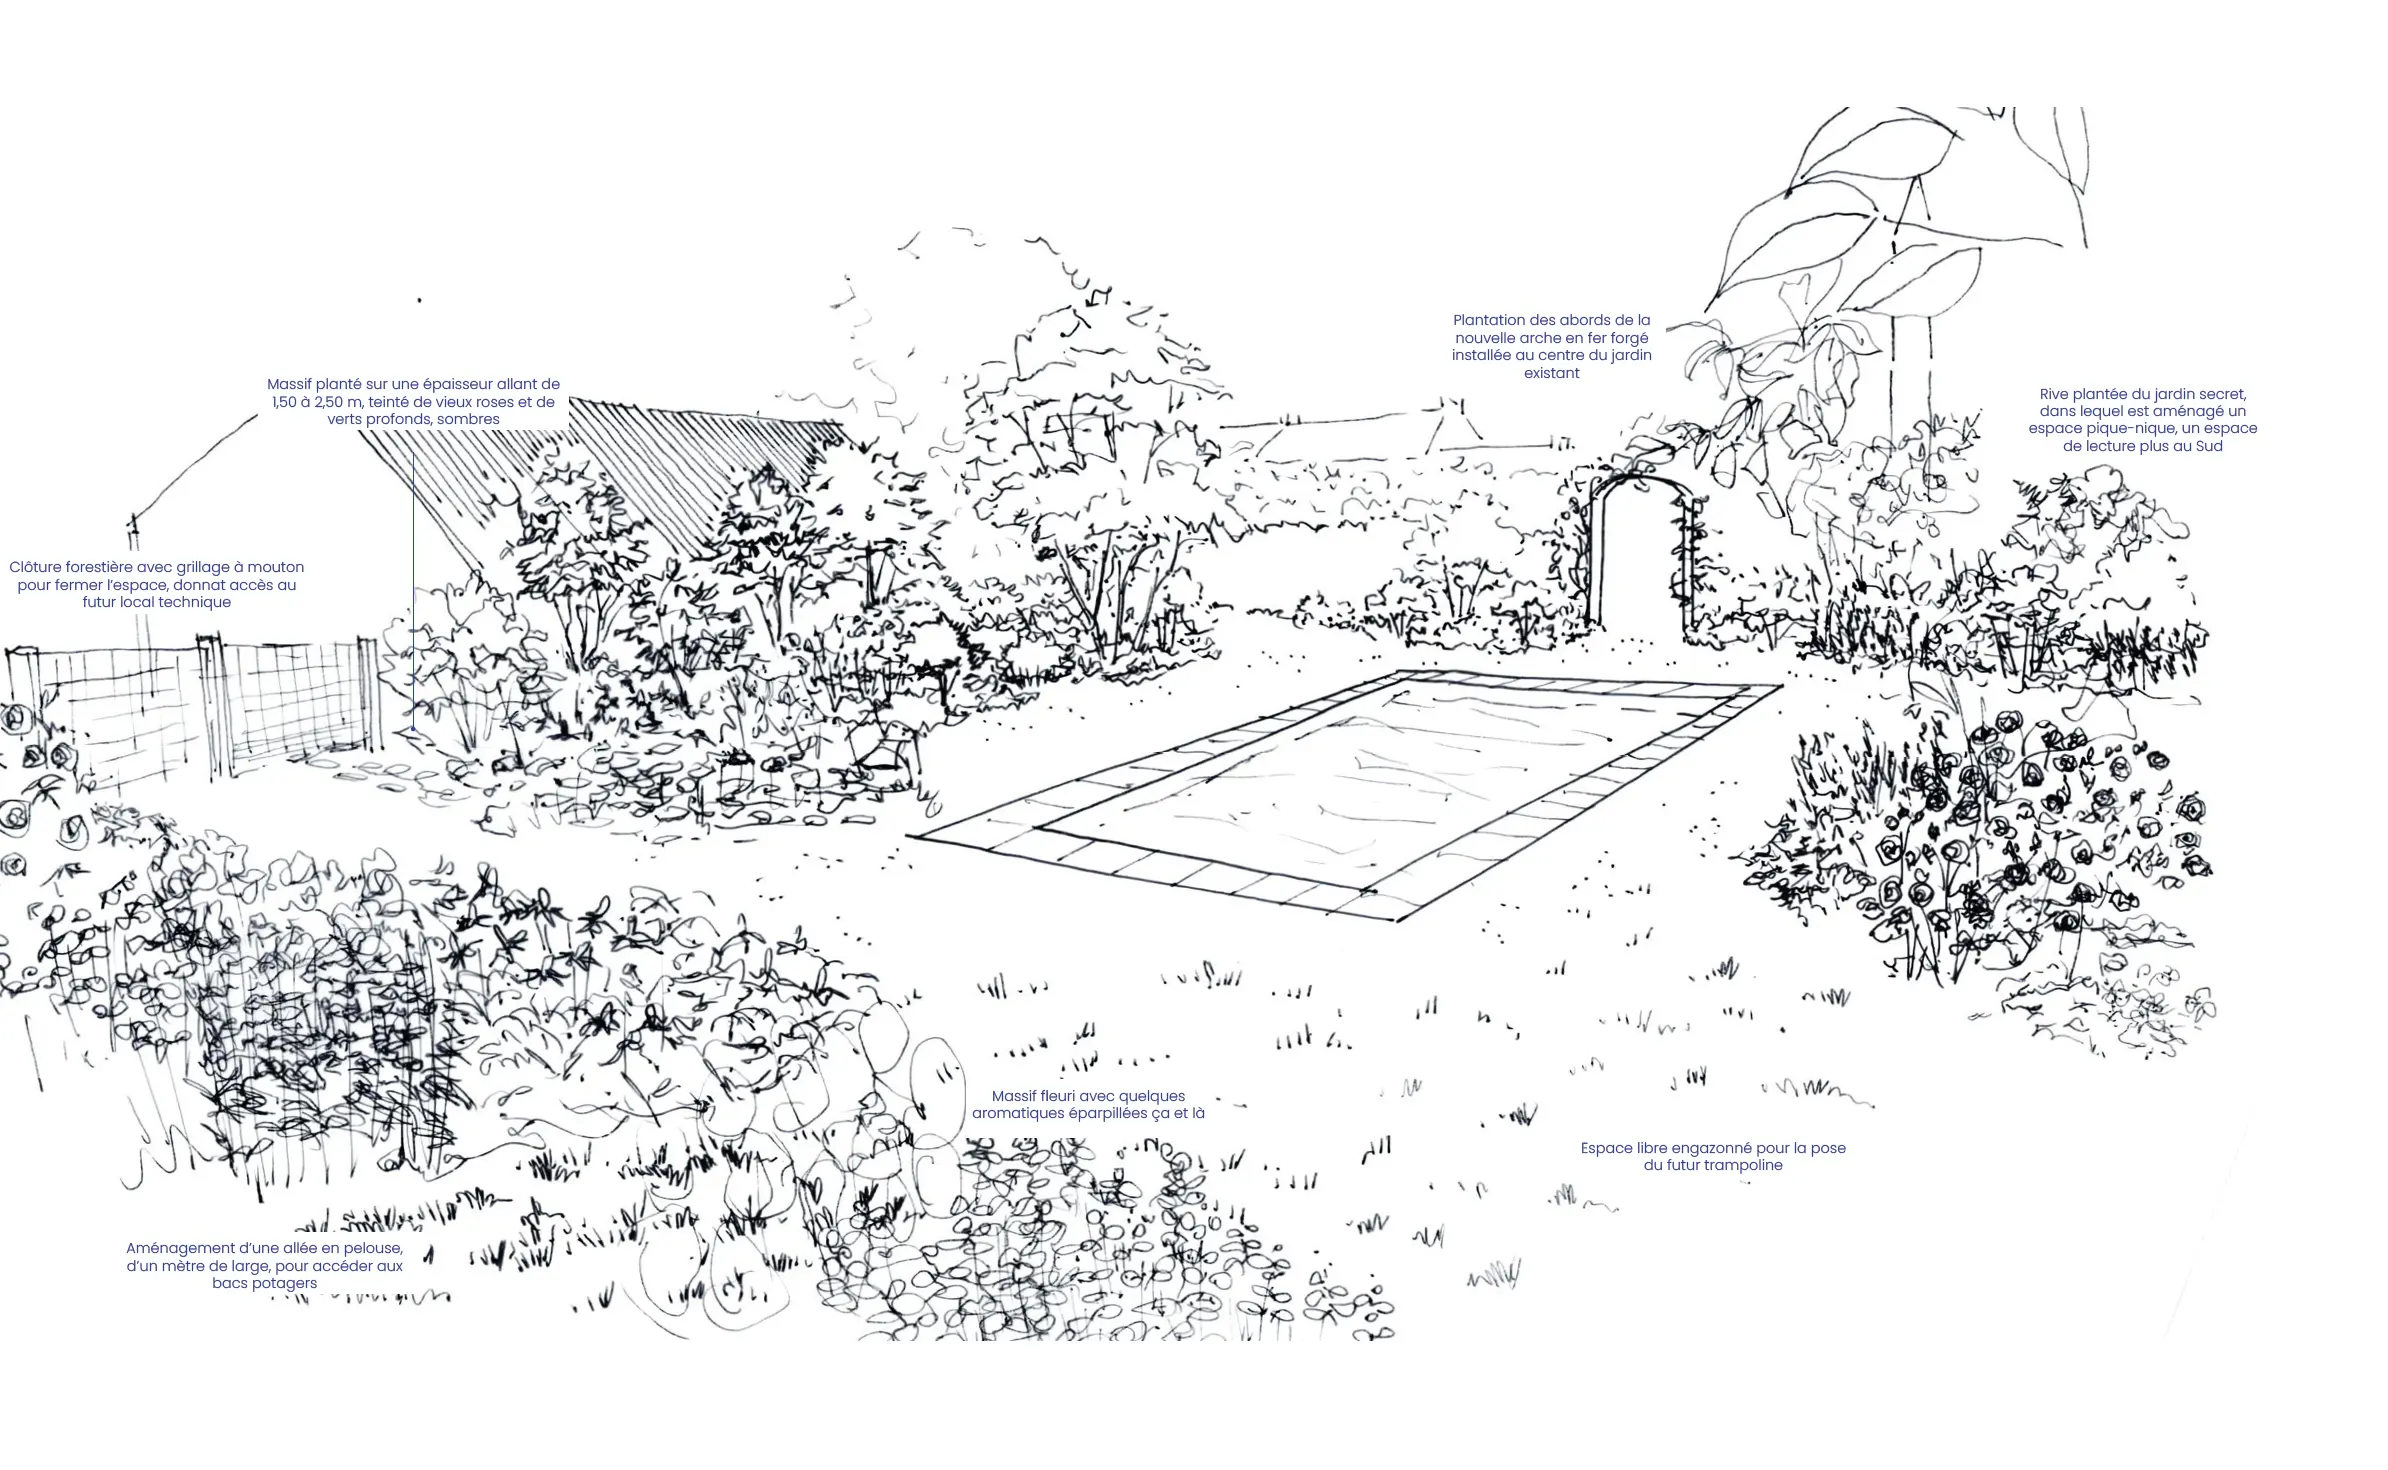 Plantation des abords de la
nouvelle arche en fer forgé
installée au centre du jardin
existant
Massif planté sur une épaisseur allant de
1,50 à 2,50 m, teinté de vieux roses et de
verts profonds, sombres
Rive plantée du jardin secret,
dans lequel est aménagé un
espace pique-nique, un espace
de lecture plus au Sud
Clôture forestière avec grillage à mouton
pour fermer l'espace, donnat accès au
futur local technique
Massif fleuri avec quelques
aromatiques éparpillées ça et là
Espace libre engazonné pour la pose
du futur trampoline
Aménagement d'une allée en pelouse,
d'un mètre de large, pour accéder aux
bacs potagers